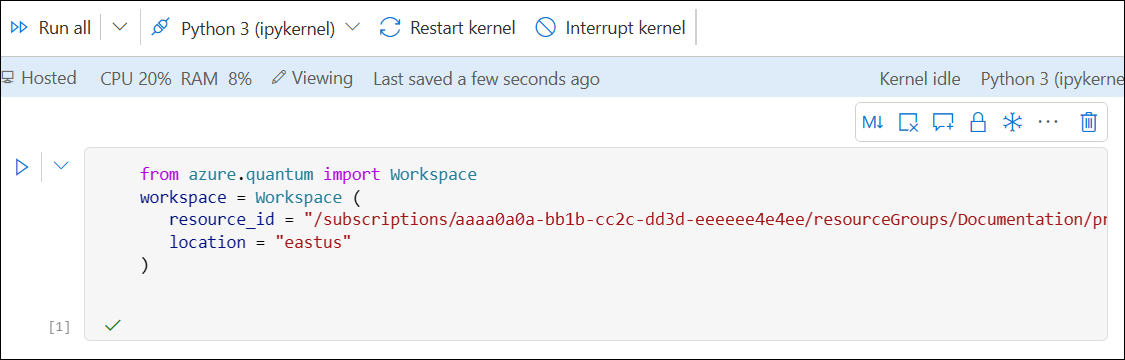 Run all Python 3 (ipykernel) Restart kernel Interrupt kernel
Hosted CPU 20% RAM 8% Viewing Last saved a few seconds ago Kernel idle Python 3 (ipykerne
M↓
from azure.quantum import Workspace
workspace = Workspace (
resource_id = "/subscriptions/aaaa0a0a-bb1b-cc2c-dd3d-eeeeee4e4ee/resourceGroups/Documentation/pr
location = "eastus"
)
[1]